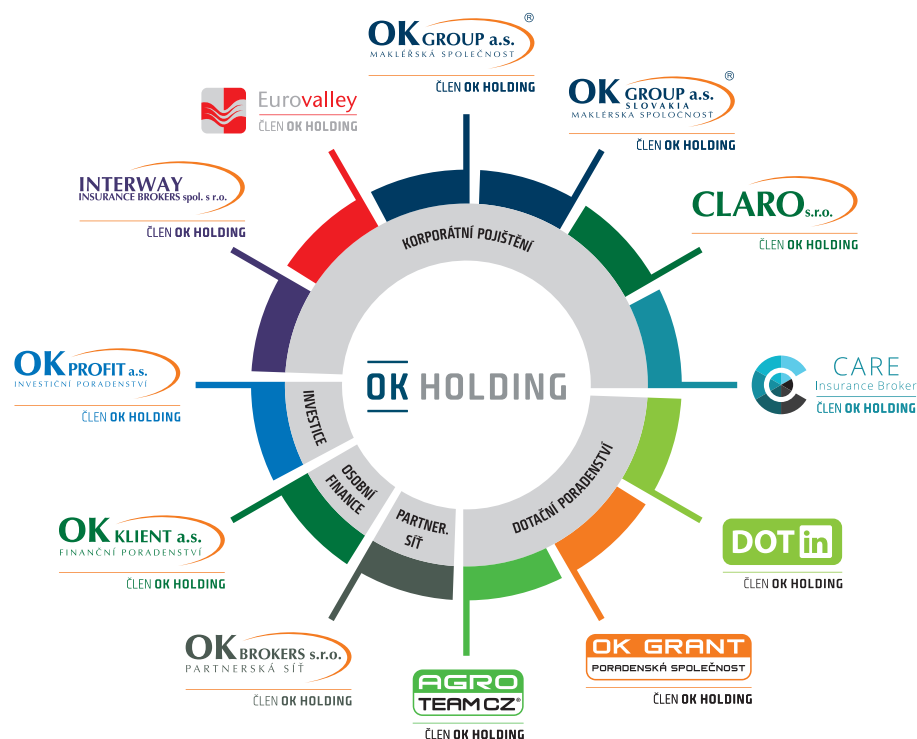 OK GROUP a.s. ®
MAKLÉŘSKÁ SPOLEČNOST
ČLEN OK HOLDING
OK GROUP a.s. ®
SLOVAKIA
MAKLÉRSKA SPOLOČNOSŤ
ČLEN OK HOLDING
Eurovalley
ČLEN OK HOLDING
INTERWAY
INSURANCE BROKERS spol. s r.o.
ČLEN OK HOLDING
CLARO s.r.o.
ČLEN OK HOLDING
KORPORÁTNÍ POJIŠTĚNÍ
OK PROFIT a.s.
INVESTIČNÍ PORADENSTVÍ
ČLEN OK HOLDING
OK HOLDING
CARE
Insurance Broker
ČLEN OK HOLDING
INVESTICE
OSOBNÍ
FINANCE
PARTNER.
SÍŤ
DOTAČNÍ PORADENSTVÍ
OK KLIENT a.s.
FINANČNÍ PORADENSTVÍ
ČLEN OK HOLDING
DOT in
ČLEN OK HOLDING
OK BROKERS s.r.o.
PARTNERSKÁ SÍŤ
ČLEN OK HOLDING
OK GRANT
PORADENSKÁ SPOLEČNOST
ČLEN OK HOLDING
AGRO
TEAM CZ®
ČLEN OK HOLDING